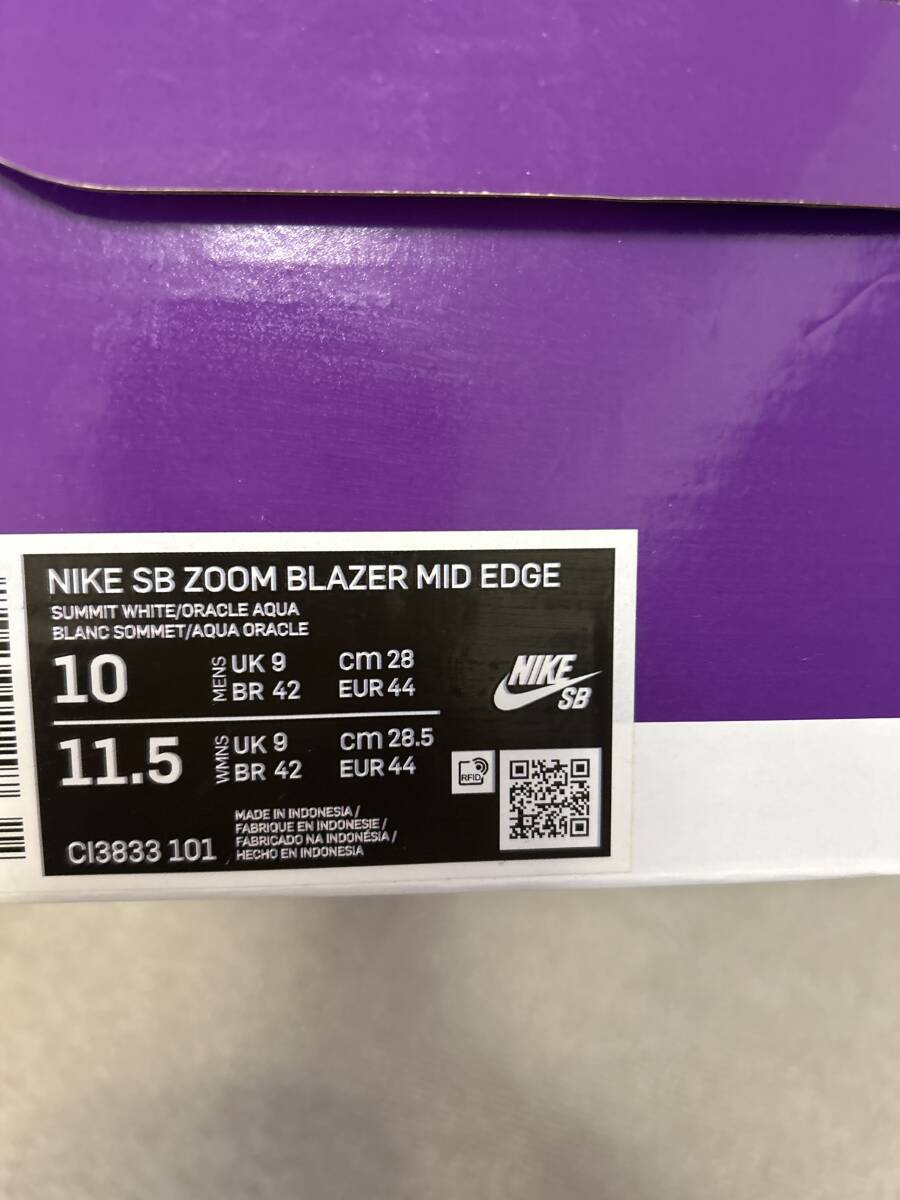 NIKE SB ZOOM BLAZER MID EDGE
SUMMIT WHITE/ORACLE AQUA
BLANC SOMMET/AQUA ORACLE
10 MENS UK 9 cm 28
BR 42 EUR 44
NIKE
SB
11.5 WMNS UK 9 cm 28.5
BR 42 EUR 44
RFID
MADE IN INDONESIA /
FABRIQUE EN INDONESIE /
FABRICADO NA INDONÉSIA /
HECHO EN INDONESIA
CI3833 101